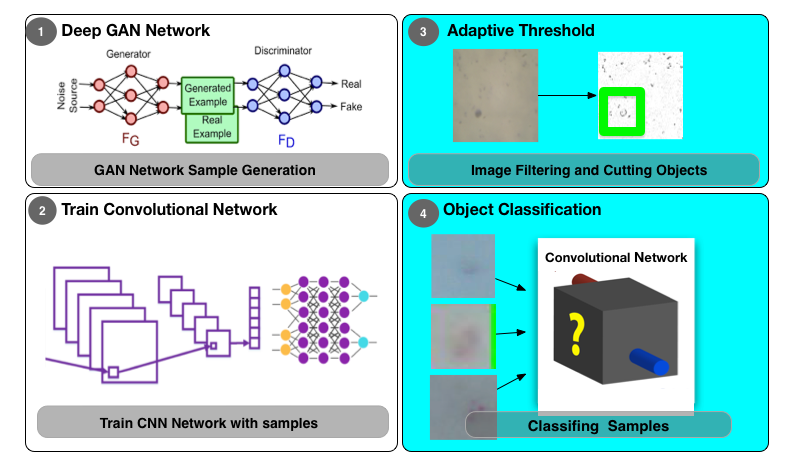 1 Deep GAN Network
Generator
Discriminator
Noise
Source
Generated
Example
Real
Example
Real
Fake
FG
FD
GAN Network Sample Generation
2 Train Convolutional Network
Train CNN Network with samples
3 Adaptive Threshold
Image Filtering and Cutting Objects
4 Object Classification
Convolutional Network
?
Classifing Samples